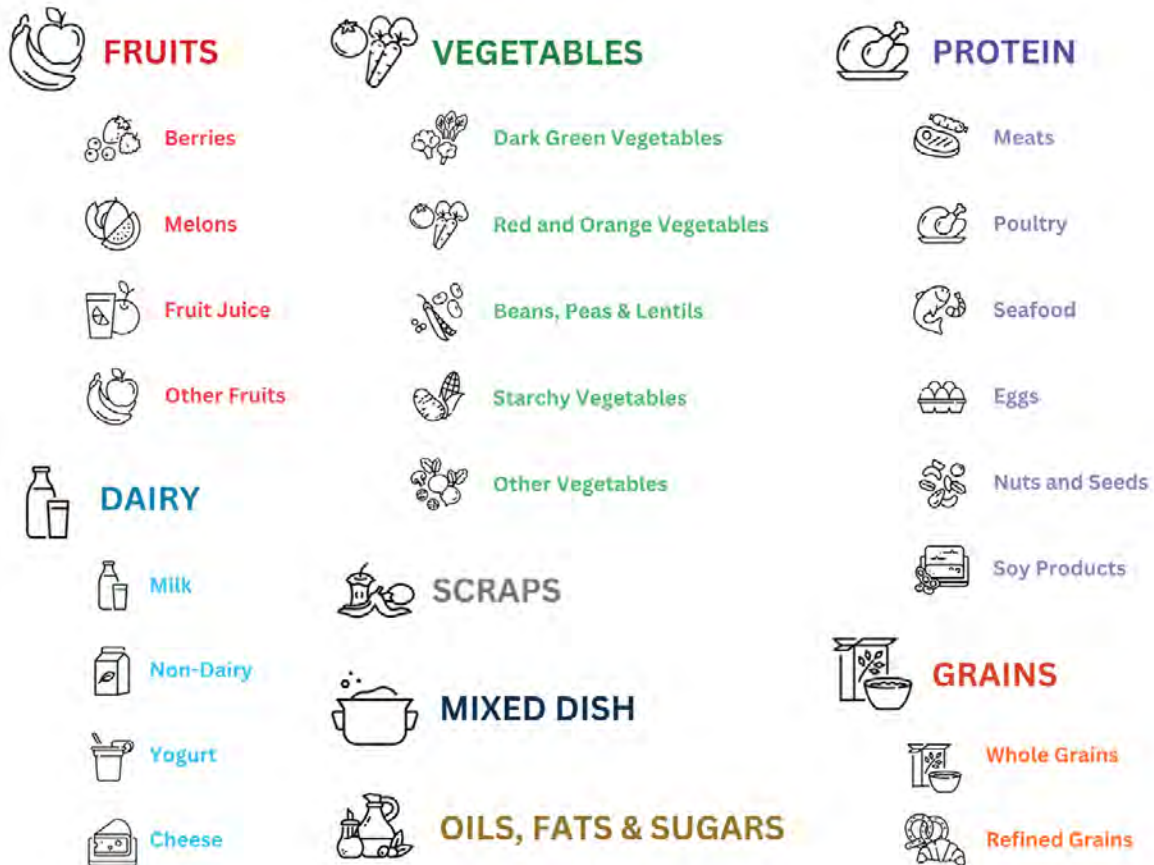 FRUITS
Berries
Melons
Fruit Juice
Other Fruits
DAIRY
Milk
Non-Dairy
Yogurt
Cheese
VEGETABLES
Dark Green Vegetables
Red and Orange Vegetables
Beans, Peas & Lentils
Starchy Vegetables
Other Vegetables
SCRAPS
MIXED DISH
OILS, FATS & SUGARS
PROTEIN
Meats
Poultry
Seafood
Eggs
Nuts and Seeds
Soy Products
GRAINS
Whole Grains
Refined Grains